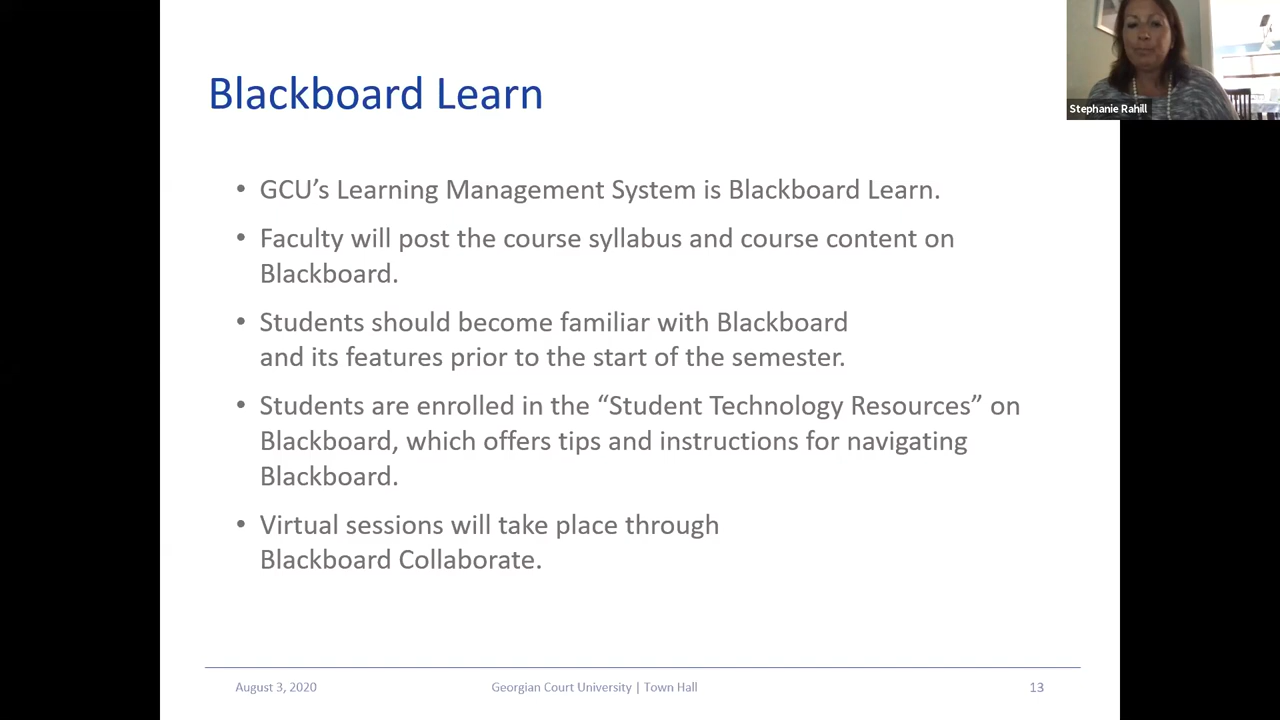 Stephanie Rahill
Blackboard Learn
• GCU’s Learning Management System is Blackboard Learn.
• Faculty will post the course syllabus and course content on
Blackboard.
• Students should become familiar with Blackboard
and its features prior to the start of the semester.
• Students are enrolled in the “Student Technology Resources” on
Blackboard, which offers tips and instructions for navigating
Blackboard.
• Virtual sessions will take place through
Blackboard Collaborate.
August 3, 2020
Georgian Court University | Town Hall
13